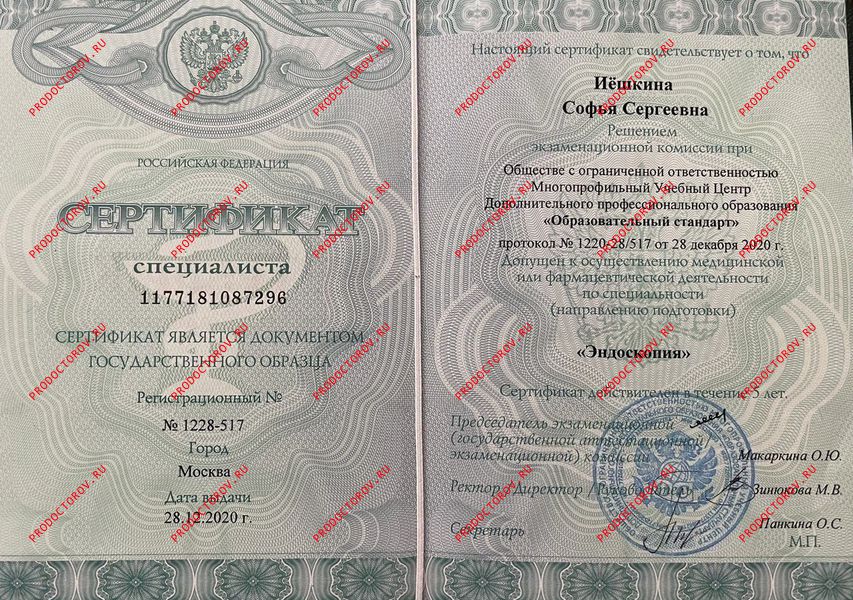 РОССИЙСКАЯ ФЕДЕРАЦИЯ
СЕРТИФИКАТ
специалиста
1177181087296
СЕРТИФИКАТ ЯВЛЯЕТСЯ ДОКУМЕНТОМ
ГОСУДАРСТВЕННОГО ОБРАЗЦА
Регистрационный №
№ 1228-517
Город
Москва
Дата выдачи
28.12.2020 г.
Настоящий сертификат свидетельствует о том, что
Иёшкина
Софья Сергеевна
Решением
экзаменационной комиссии при
Обществе с ограниченной ответственностью
Многопрофильный Учебный Центр
Дополнительного профессионального образования
«Образовательный стандарт»
протокол № 1220-28/517 от 28 декабря 2020 г.
Допущен к осуществлению медицинской
или фармацевтической деятельности
по специальности
(направлению подготовки)
«Эндоскопия»
Сертификат действителен в течение 5 лет.
Председатель экзаменационной
(государственной аттестационной/
экзаменационной) комиссии Макаркина О.Ю.
Ректор /Директор /Руководитель Зинюкова М.В.
Секретарь Панкина О.С.
М.П.
PRODOCTOROV.RU